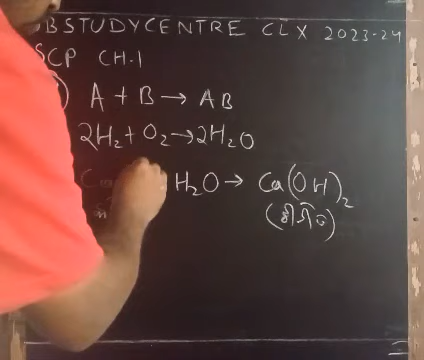 BSTUDYCENTRE CLX 2023-24
SCP CH.1
A + B → AB
2H₂ + O₂ → 2H₂O
H₂O → Ca(OH)₂